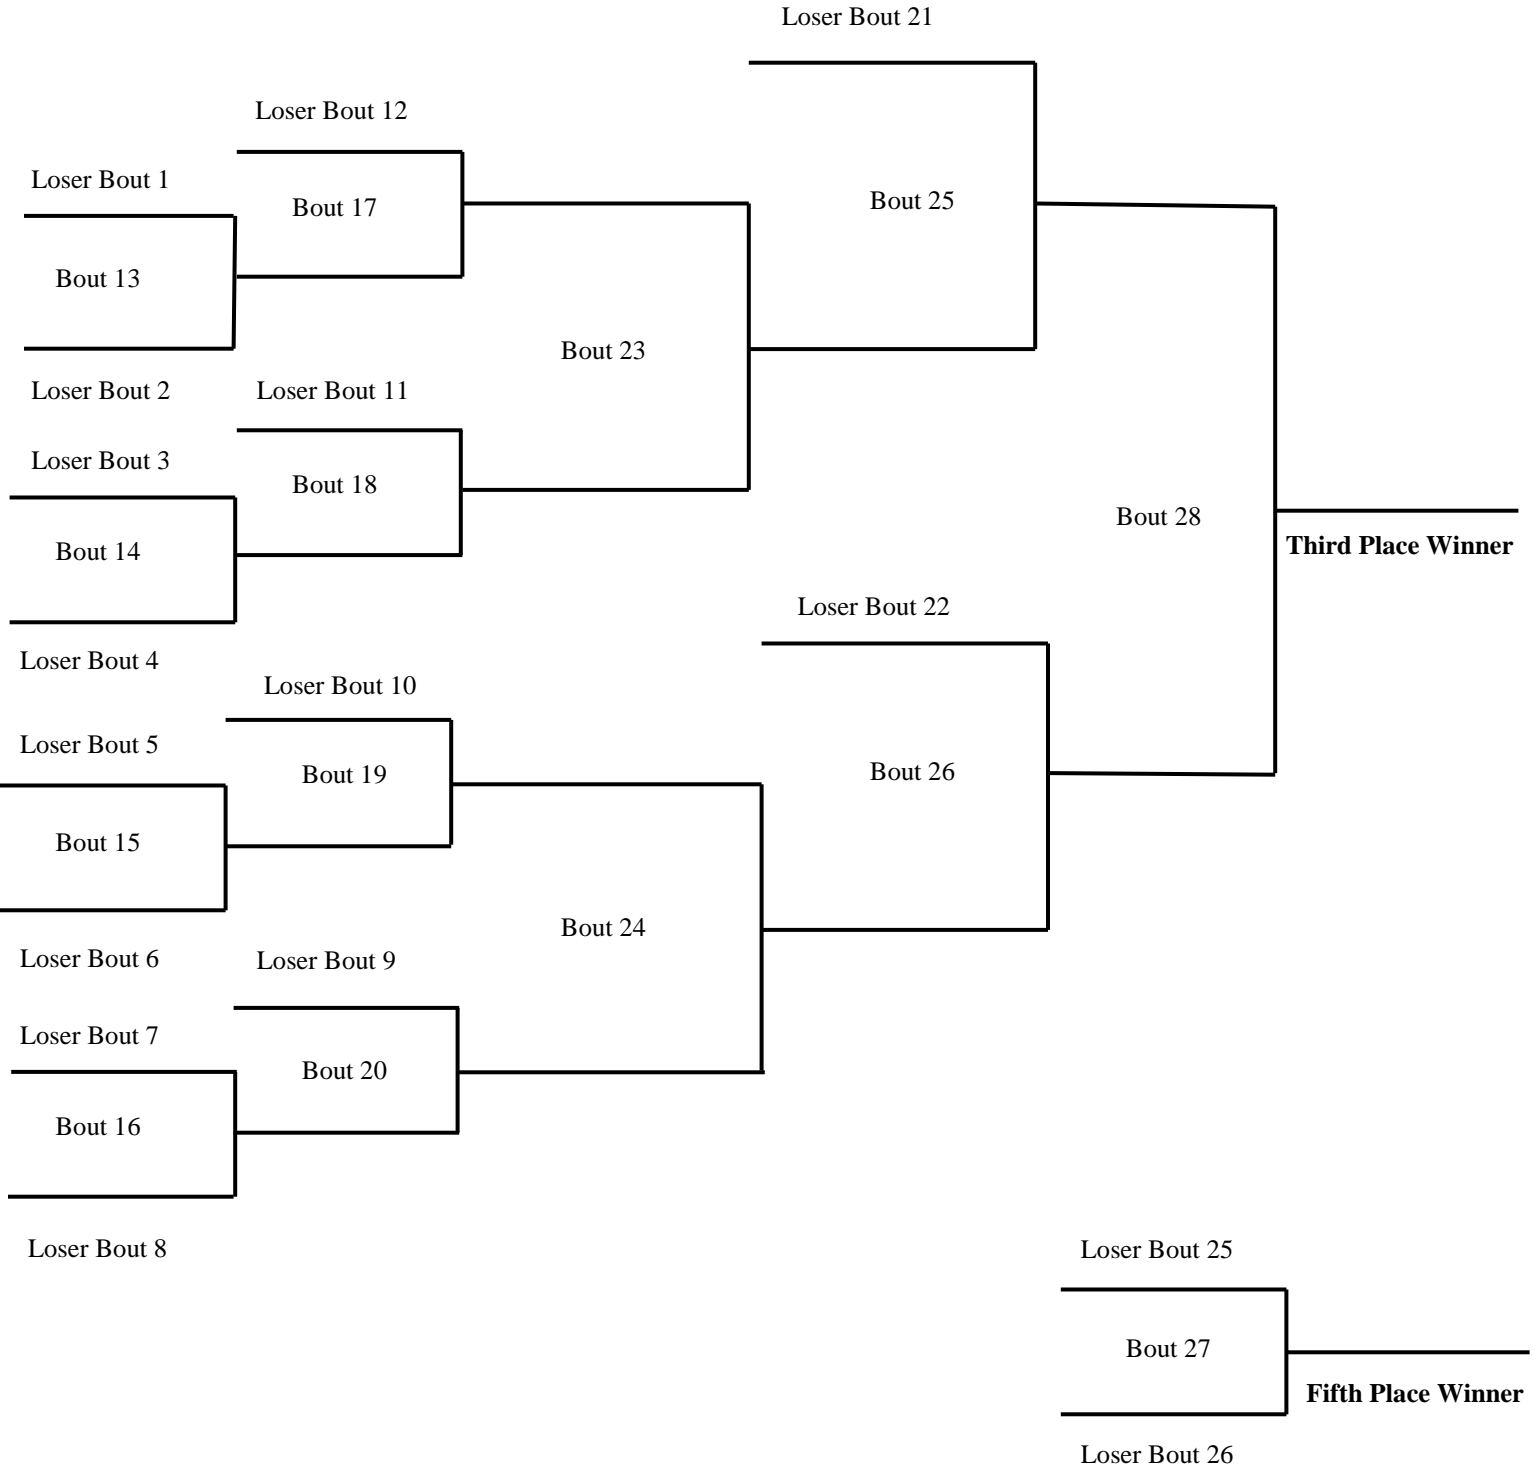 Loser Bout 21
Loser Bout 12
Loser Bout 1
Bout 17
Bout 25
Bout 13
Bout 23
Loser Bout 2
Loser Bout 11
Loser Bout 3
Bout 18
Bout 28
Bout 14
Third Place Winner
Loser Bout 22
Loser Bout 4
Loser Bout 10
Loser Bout 5
Bout 19
Bout 26
Bout 15
Bout 24
Loser Bout 6
Loser Bout 9
Loser Bout 7
Bout 20
Bout 16
Loser Bout 8
Loser Bout 25
Bout 27
Fifth Place Winner
Loser Bout 26